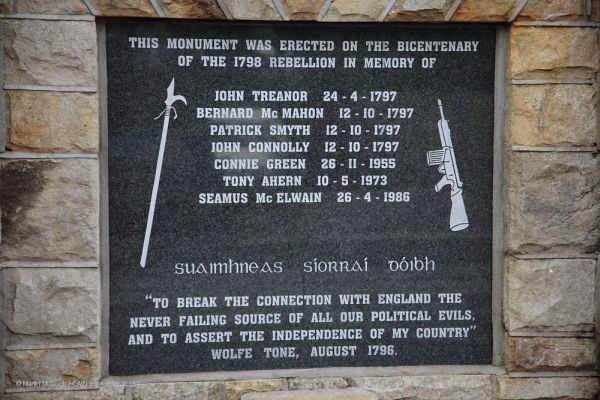 THIS MONUMENT WAS ERECTED ON THE BICENTENARY
OF THE 1798 REBELLION IN MEMORY OF
JOHN TREANOR 24 - 4 - 1797
BERNARD Mc MAHON 12 - 10 - 1797
PATRICK SMYTH 12 - 10 - 1797
JOHN CONNOLLY 12 - 10 - 1797
CONNIE GREEN 26 - 11 - 1955
TONY AHERN 10 - 5 - 1973
SEAMUS Mc ELWAIN 26 - 4 - 1986
suaimhneas síorraí dóibh
"TO BREAK THE CONNECTION WITH ENGLAND THE
NEVER FAILING SOURCE OF ALL OUR POLITICAL EVILS,
AND TO ASSERT THE INDEPENDENCE OF MY COUNTRY"
WOLFE TONE, AUGUST 1796.
© Martin